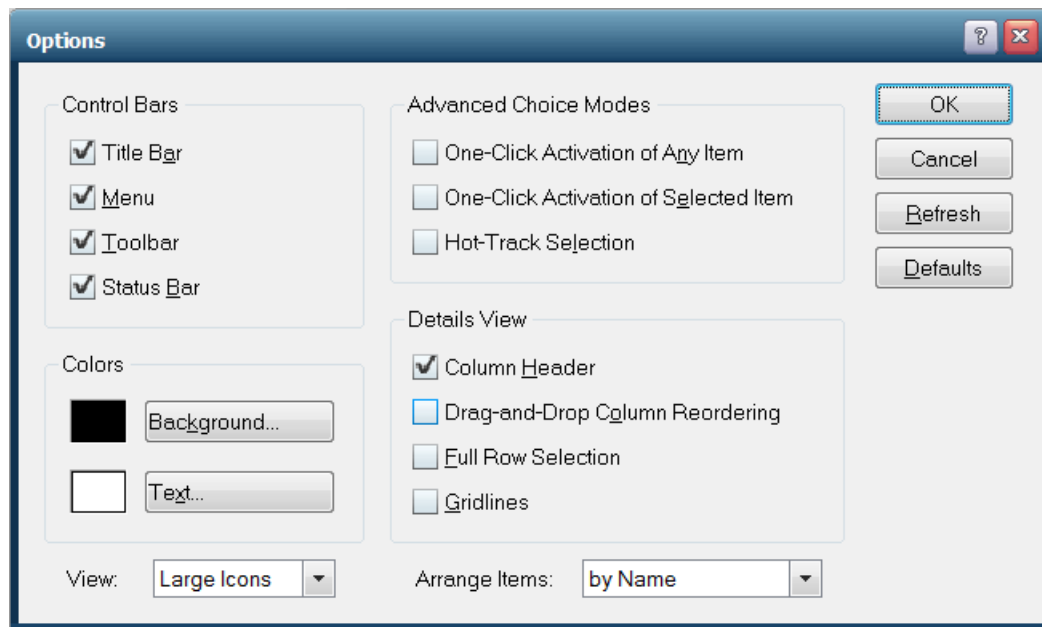 Options
Control Bars
Title Bar
Menu
Toolbar
Status Bar
Colors
Background...
Text...
View: Large Icons
Advanced Choice Modes
One-Click Activation of Any Item
One-Click Activation of Selected Item
Hot-Track Selection
Details View
Column Header
Drag-and-Drop Column Reordering
Full Row Selection
Gridlines
Arrange Items: by Name
OK
Cancel
Refresh
Defaults